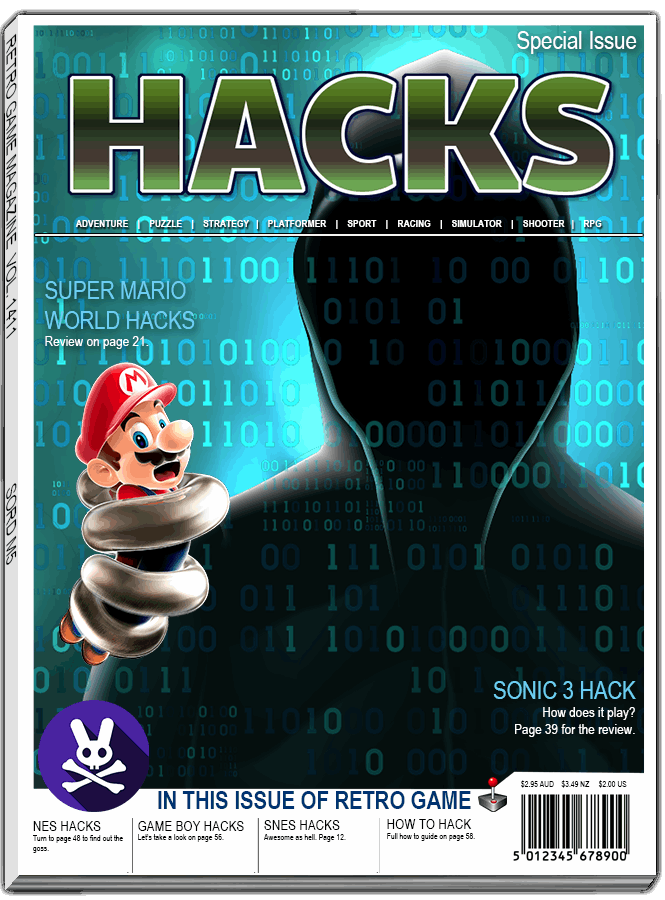 Special Issue
HACKS
ADVENTURE | PUZZLE | STRATEGY | PLATFORMER | SPORT | RACING | SIMULATOR | SHOOTER | RPG
RETRO GAME MAGAZINE VOL. 1411
SORD M5
SUPER MARIO
WORLD HACKS
Review on page 21.
M
SONIC 3 HACK
How does it play?
Page 39 for the review.
IN THIS ISSUE OF RETRO GAME
$2.95 AUD $3.49 NZ $2.00 US
NES HACKS
Turn to page 48 to find out the
goss.
GAME BOY HACKS
Let's take a look on page 56.
SNES HACKS
Awesome as hell. Page 12.
HOW TO HACK
Full how to guide on page 58.
5 012345 678900